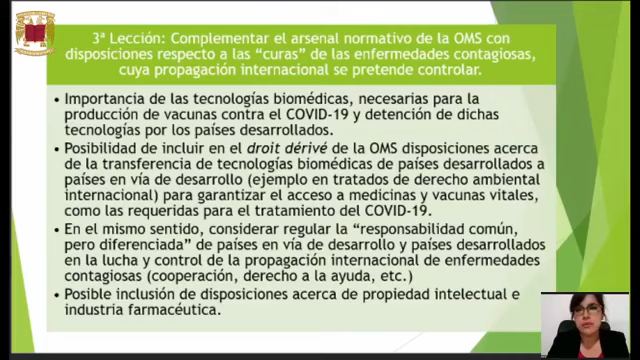 3ª Lección: Complementar el arsenal normativo de la OMS con
disposiciones respecto a las “curas” de las enfermedades contagiosas,
cuya propagación internacional se pretende controlar.
• Importancia de las tecnologías biomédicas, necesarias para la
producción de vacunas contra el COVID-19 y detención de dichas
tecnologías por los países desarrollados.
• Posibilidad de incluir en el droit dérivé de la OMS disposiciones acerca
de la transferencia de tecnologías biomédicas de países desarrollados a
países en vía de desarrollo (ejemplo en tratados de derecho ambiental
internacional) para garantizar el acceso a medicinas y vacunas vitales,
como las requeridas para el tratamiento del COVID-19.
• En el mismo sentido, considerar regular la “responsabilidad común,
pero diferenciada” de países en vía de desarrollo y países desarrollados
en la lucha y control de la propagación internacional de enfermedades
contagiosas (cooperación, derecho a la ayuda, etc.)
• Posible inclusión de disposiciones acerca de propiedad intelectual e
industria farmacéutica.